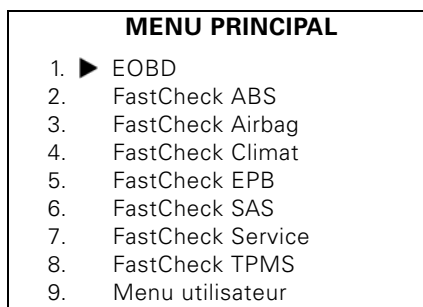 MENU PRINCIPAL
1. ▶ EOBD
2. FastCheck ABS
3. FastCheck Airbag
4. FastCheck Climat
5. FastCheck EPB
6. FastCheck SAS
7. FastCheck Service
8. FastCheck TPMS
9. Menu utilisateur